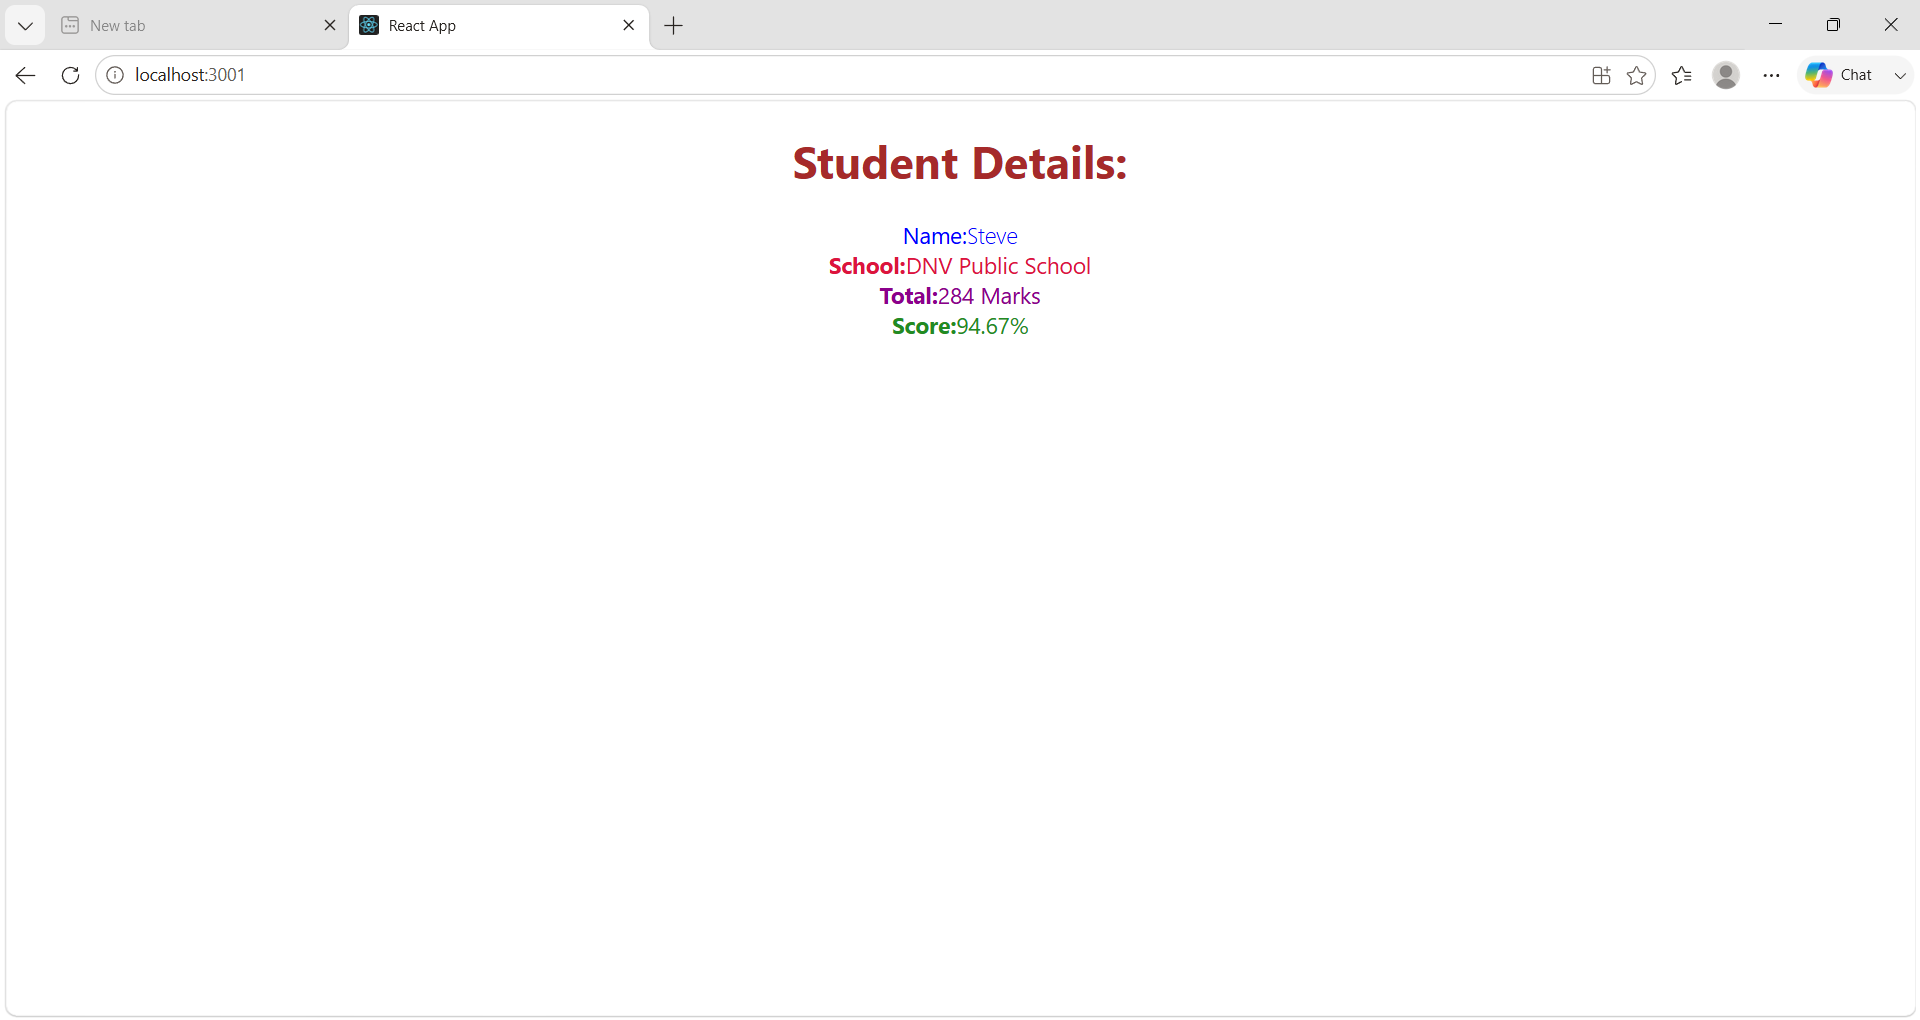 New tab
React App
localhost:3001
Chat
Student Details:
Name:Steve
School:DNV Public School
Total:284 Marks
Score:94.67%